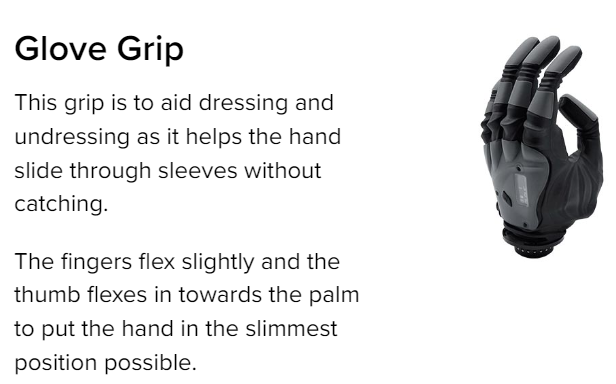 Glove Grip
This grip is to aid dressing and
undressing as it helps the hand
slide through sleeves without
catching.
The fingers flex slightly and the
thumb flexes in towards the palm
to put the hand in the slimmest
position possible.